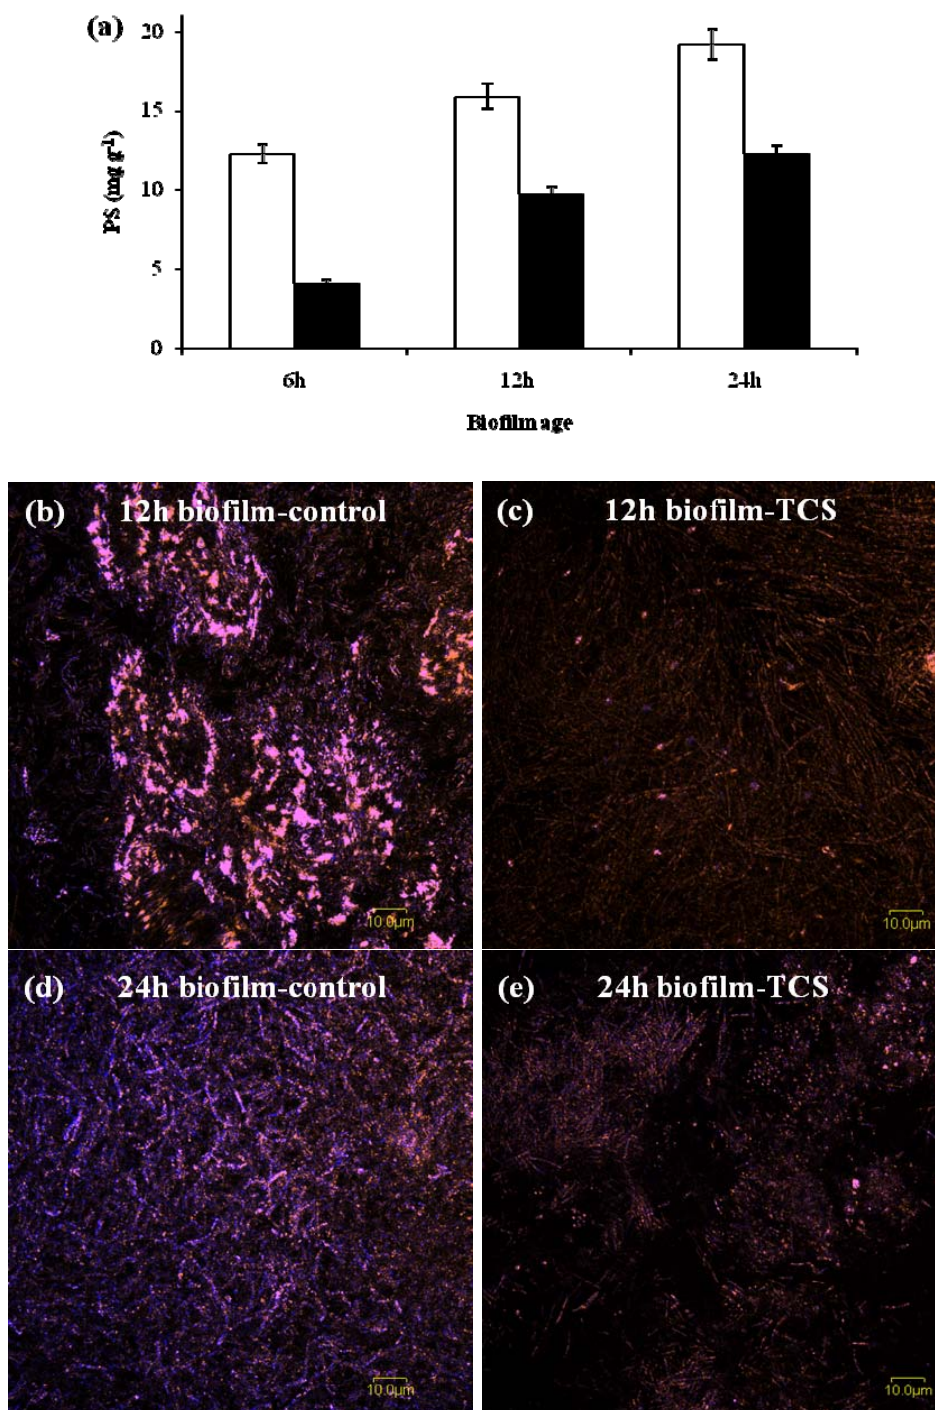 (a)
20
15
10
5
0
PS (mg g-1)
6h 12h 24h
Biofilm age
(b) 12h biofilm-control
(c) 12h biofilm-TCS
10.0µm
10.0µm
(d) 24h biofilm-control
(e) 24h biofilm-TCS
10.0µm
10.0µm